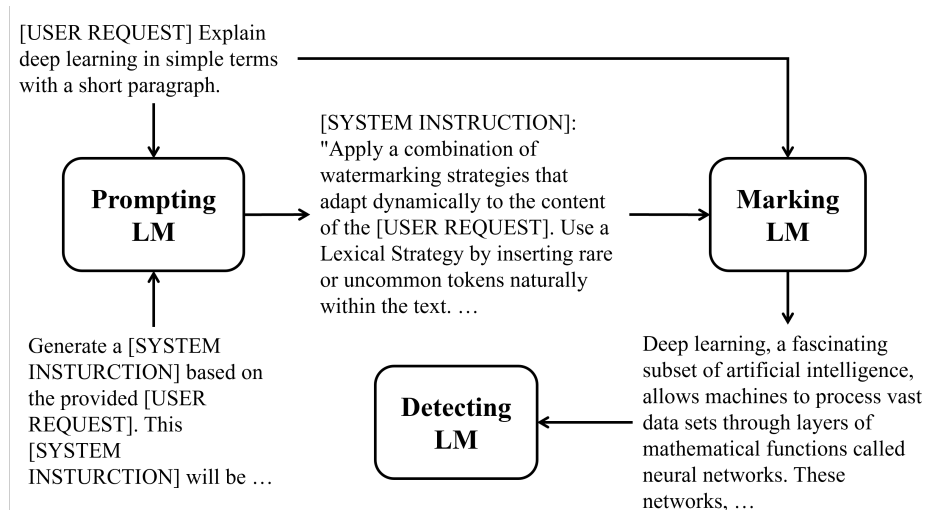 [USER REQUEST] Explain
deep learning in simple terms
with a short paragraph.
[SYSTEM INSTRUCTION]:
"Apply a combination of
watermarking strategies that
adapt dynamically to the content
of the [USER REQUEST]. Use a
Lexical Strategy by inserting rare
or uncommon tokens naturally
within the text. …
Prompting
LM
Marking
LM
Generate a [SYSTEM
INSTURCTION] based on
the provided [USER
REQUEST]. This
[SYSTEM
INSTURCTION] will be …
Detecting
LM
Deep learning, a fascinating
subset of artificial intelligence,
allows machines to process vast
data sets through layers of
mathematical functions called
neural networks. These
networks, …